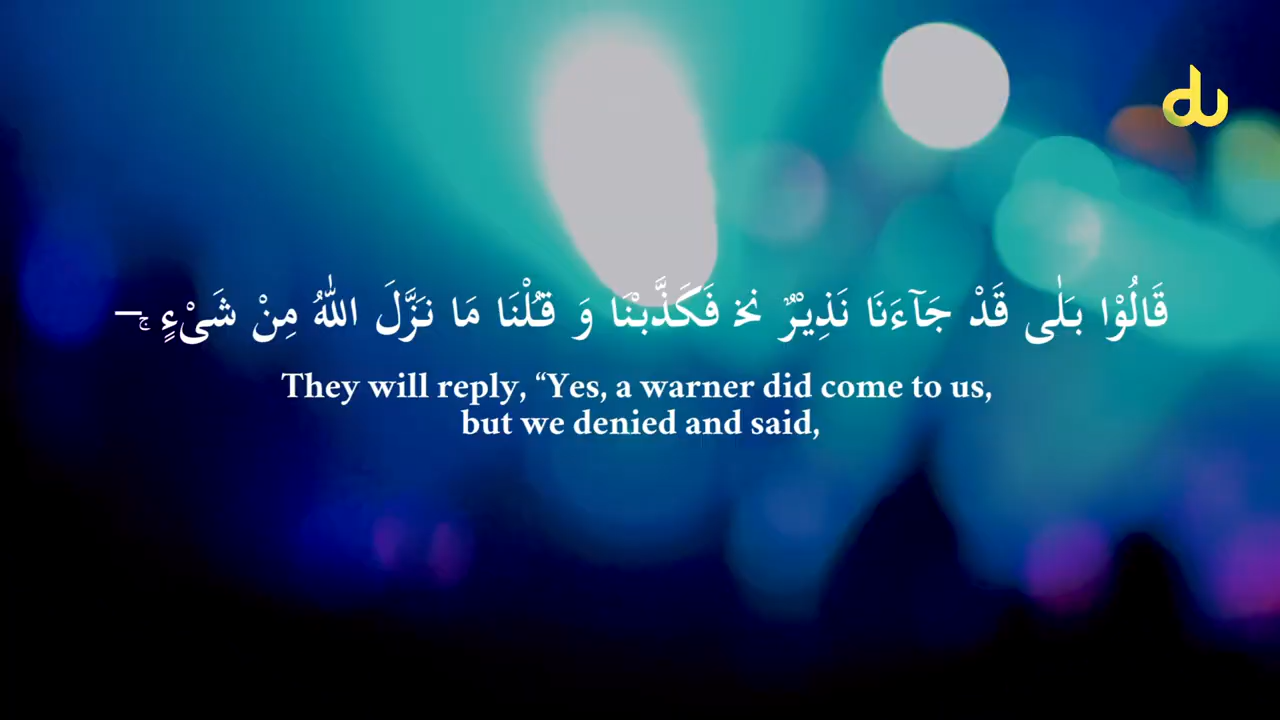 قَالُوْا بَلٰى قَدْ جَآءَنَا نَذِيْرٌ ۙ۬ فَكَذَّبْنَا وَ قُلْنَا مَا نَزَّلَ اللّٰهُ مِنْ شَیْءٍ ۚۖ
They will reply, “Yes, a warner did come to us,
but we denied and said,